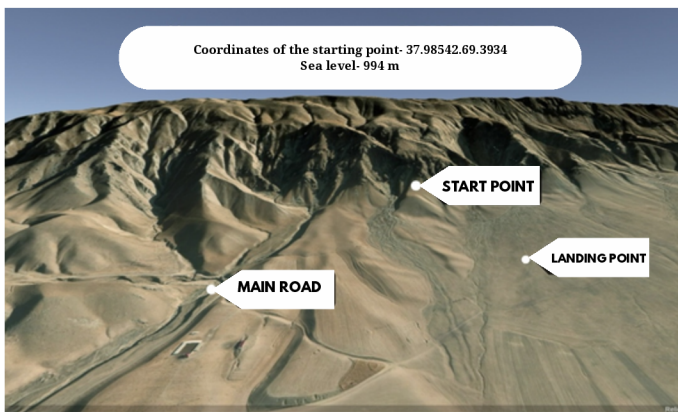 Coordinates of the starting point- 37.98542.69.3934
Sea level- 994 m
START POINT
LANDING POINT
MAIN ROAD